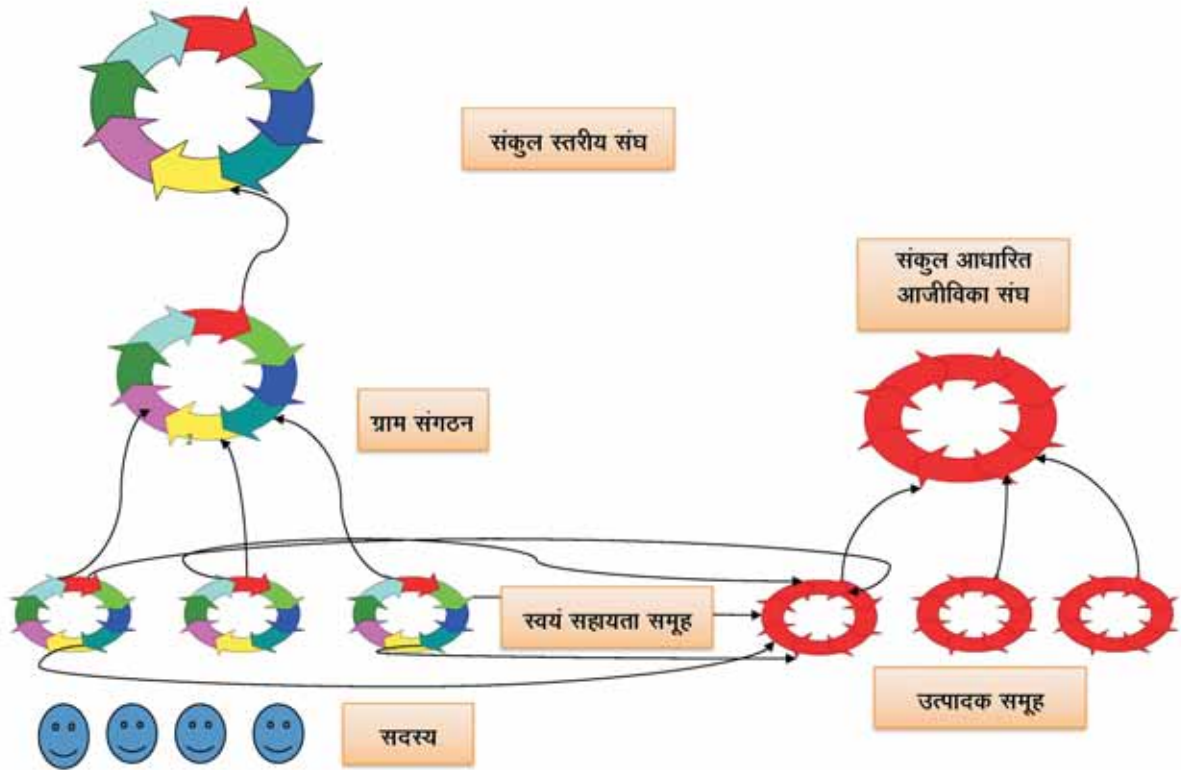 संकुल स्तरीय संघ
संकुल आधारित
आजीविका संघ
ग्राम संगठन
स्वयं सहायता समूह
उत्पादक समूह
सदस्य